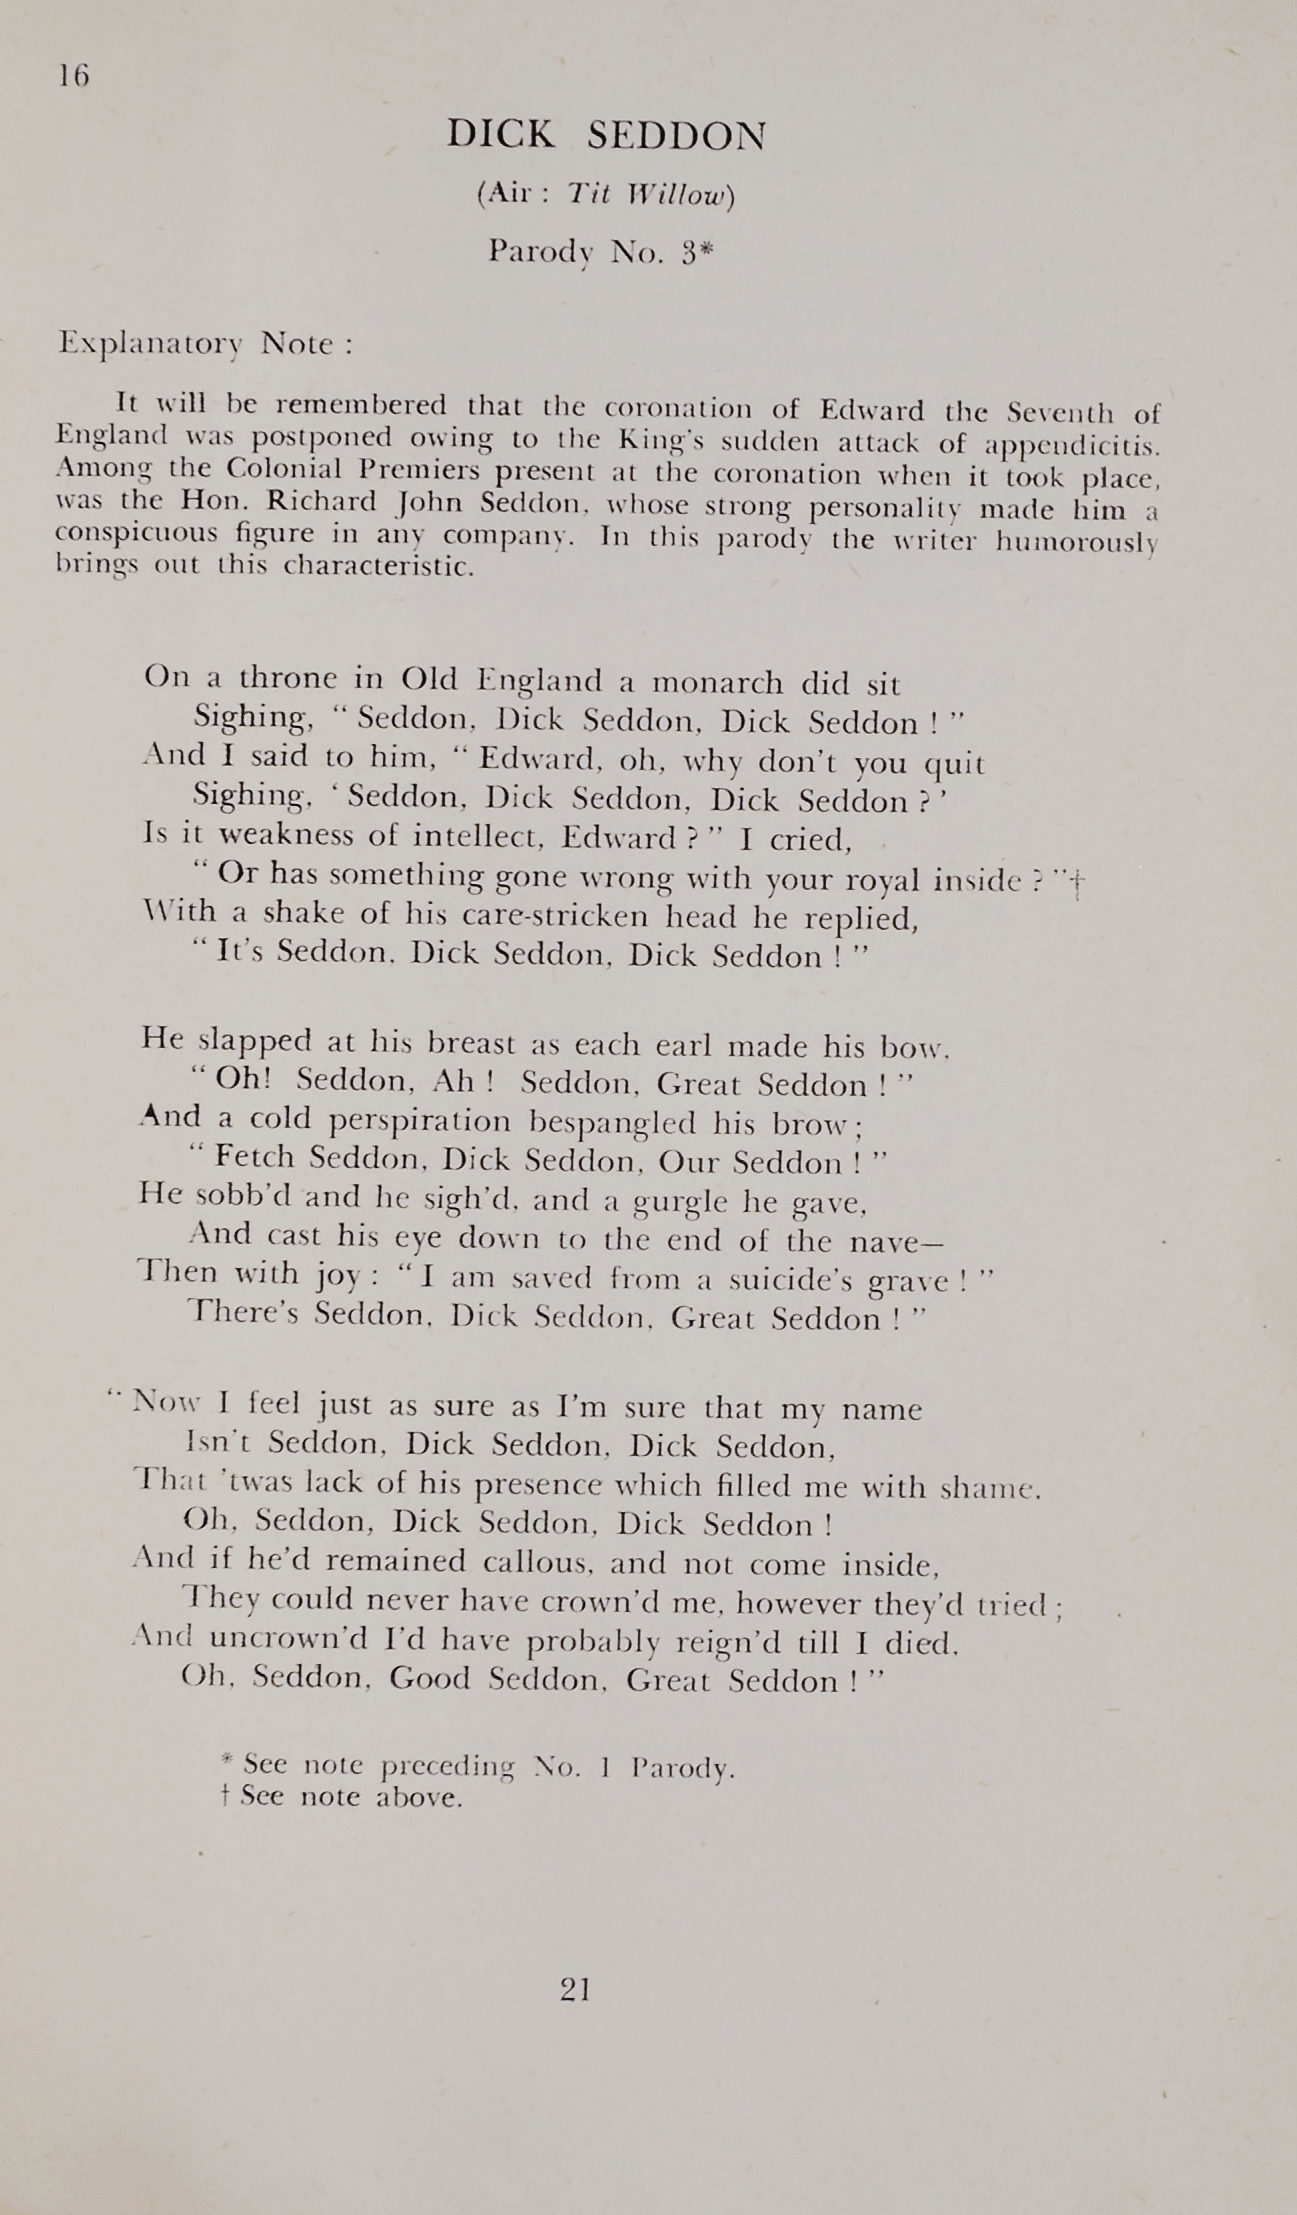 16
DICK SEDDON
(Air : Tit Willow)
Parody No. 3*
Explanatory Note :
It will be remembered that the coronation of Edward the Seventh of
England was postponed owing to the King's sudden attack of appendicitis.
Among the Colonial Premiers present at the coronation when it took place,
was the Hon. Richard John Seddon, whose strong personality made him a
conspicuous figure in any company. In this parody the writer humorously
brings out this characteristic.
On a throne in Old England a monarch did sit
Sighing, “ Seddon, Dick Seddon, Dick Seddon ! ”
And I said to him, “ Edward, oh, why don't you quit
Sighing, ‘ Seddon, Dick Seddon, Dick Seddon ? ’
Is it weakness of intellect, Edward ? ” I cried,
“ Or has something gone wrong with your royal inside ? ”†
With a shake of his care-stricken head he replied,
“ It's Seddon, Dick Seddon, Dick Seddon ! ”
He slapped at his breast as each earl made his bow,
“ Oh! Seddon, Ah ! Seddon, Great Seddon ! ”
And a cold perspiration bespangled his brow ;
“ Fetch Seddon, Dick Seddon, Our Seddon ! ”
He sobb'd and he sigh'd, and a gurgle he gave,
And cast his eye down to the end of the nave—
Then with joy : “ I am saved from a suicide's grave ! ”
There's Seddon, Dick Seddon, Great Seddon ! ”
“ Now I feel just as sure as I'm sure that my name
Isn't Seddon, Dick Seddon, Dick Seddon,
That 'twas lack of his presence which filled me with shame.
Oh, Seddon, Dick Seddon, Dick Seddon !
And if he'd remained callous, and not come inside,
They could never have crown'd me, however they'd tried ;
And uncrown'd I'd have probably reign'd till I died,
Oh, Seddon, Good Seddon, Great Seddon ! ”
* See note preceding No. 1 Parody.
† See note above.
21